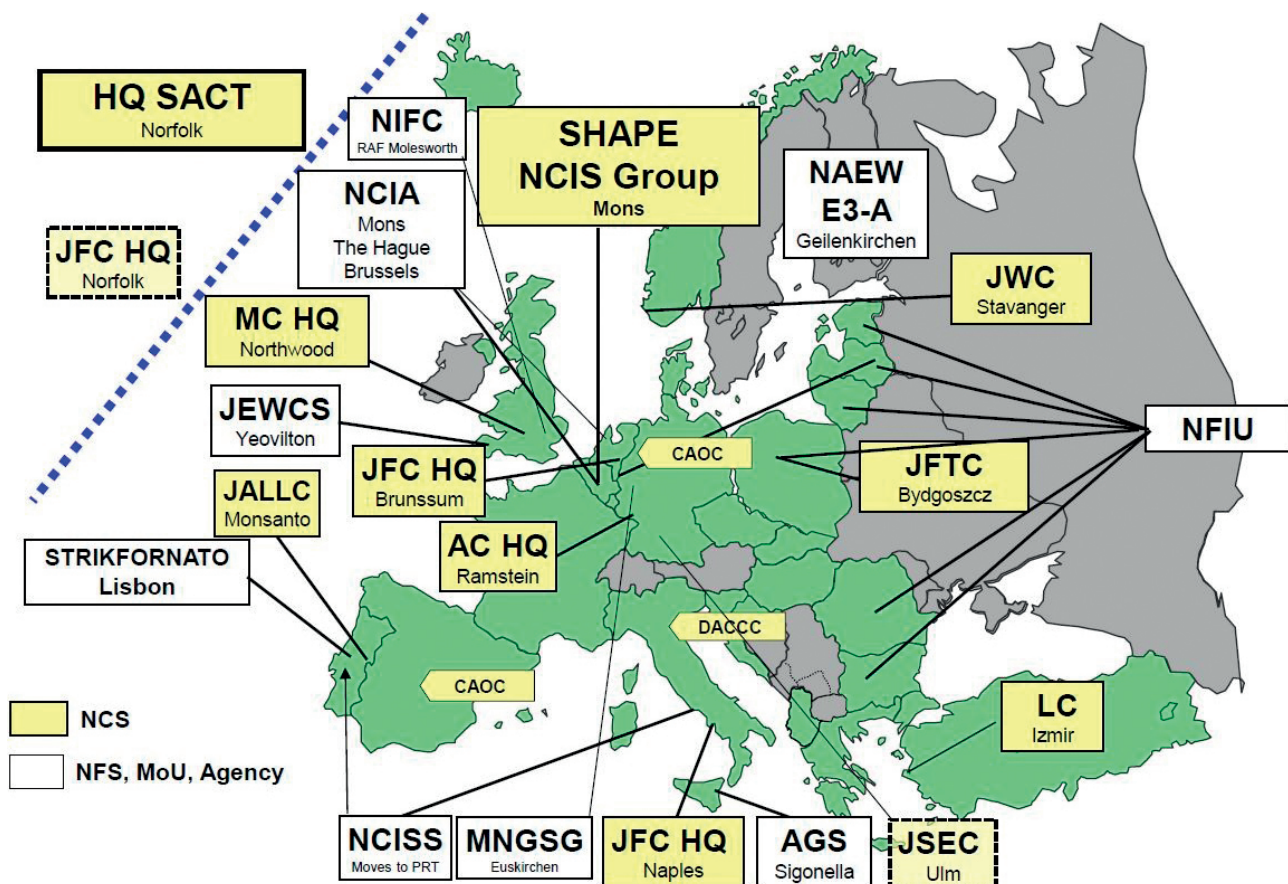 HQ SACT
Norfolk
JFC HQ
Norfolk
NIFC
RAF Molesworth
NCIA
Mons
The Hague
Brussels
SHAPE
NCIS Group
Mons
NAEW
E3-A
Geilenkirchen
JWC
Stavanger
MC HQ
Northwood
JEWCS
Yeovilton
JFC HQ
Brunssum
CAOC
JFTC
Bydgoszcz
NFIU
JALLC
Monsanto
AC HQ
Ramstein
STRIKFORNATO
Lisbon
DACCC
CAOC
LC
Izmir
NCS
NFS, MoU, Agency
NCISS
Moves to PRT
MNGSG
Euskirchen
JFC HQ
Naples
AGS
Sigonella
JSEC
Ulm